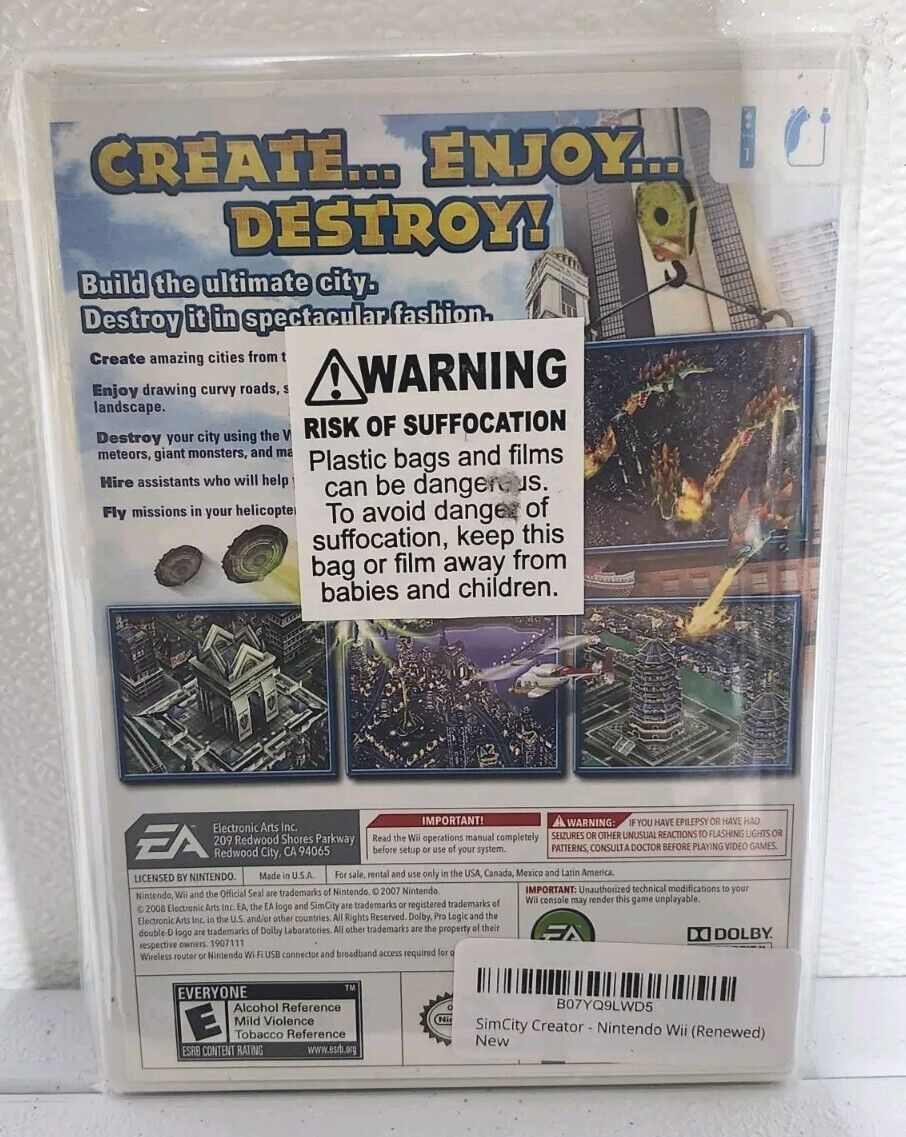 CREATE... ENJOY...
DESTROY!
Build the ultimate city.
Destroy it in spectacular fashion.
Create amazing cities from
Enjoy drawing curvy roads,
landscape.
Destroy your city using the
meteors, giant monsters, and
Hire assistants who will help
Fly missions in your
WARNING
RISK OF SUFFOCATION
Plastic bags and films
can be dangerous.
To avoid danger of
suffocation, keep this
bag or film away from
babies and children.
EA
Electronic Arts Inc.
209 Redwood Shores Parkway
Redwood City, CA 94065
IMPORTANT!
Read the Wii operations manual completely
before setup or use of your system.
WARNING: IF YOU HAVE EPILEPSY OR HAVE HAD
SEIZURES OR OTHER UNUSUAL REACTIONS TO FLASHING LIGHTS OR
PATTERNS, CONSULT A DOCTOR BEFORE PLAYING VIDEO GAMES.
LICENSED BY NINTENDO.
Made in U.S.A.
For sale, rental and use only in the USA, Canada, Mexico and Latin America.
Nintendo, Wii and the Official Seal are trademarks of Nintendo. © 2007 Nintendo.
© 2008 Electronic Arts Inc. EA, the EA logo and SimCity are trademarks or registered trademarks of
Electronic Arts Inc. in the U.S. and/or other countries. All Rights Reserved. Dolby, Pro Logic and the
double-D logo are trademarks of Dolby Laboratories. All other trademarks are the property of their
respective owners. 1907111
Wireless router or Nintendo Wi-Fi USB connector and broadband access required for
IMPORTANT: Unauthorized technical modifications to your
Wii console may render this game unplayable.
EA
DOLBY
EVERYONE TM
E
Alcohol Reference
Mild Violence
Tobacco Reference
ESRB CONTENT RATING www.esrb.org
B07YQ9LWD5
SimCity Creator - Nintendo Wii (Renewed)
New